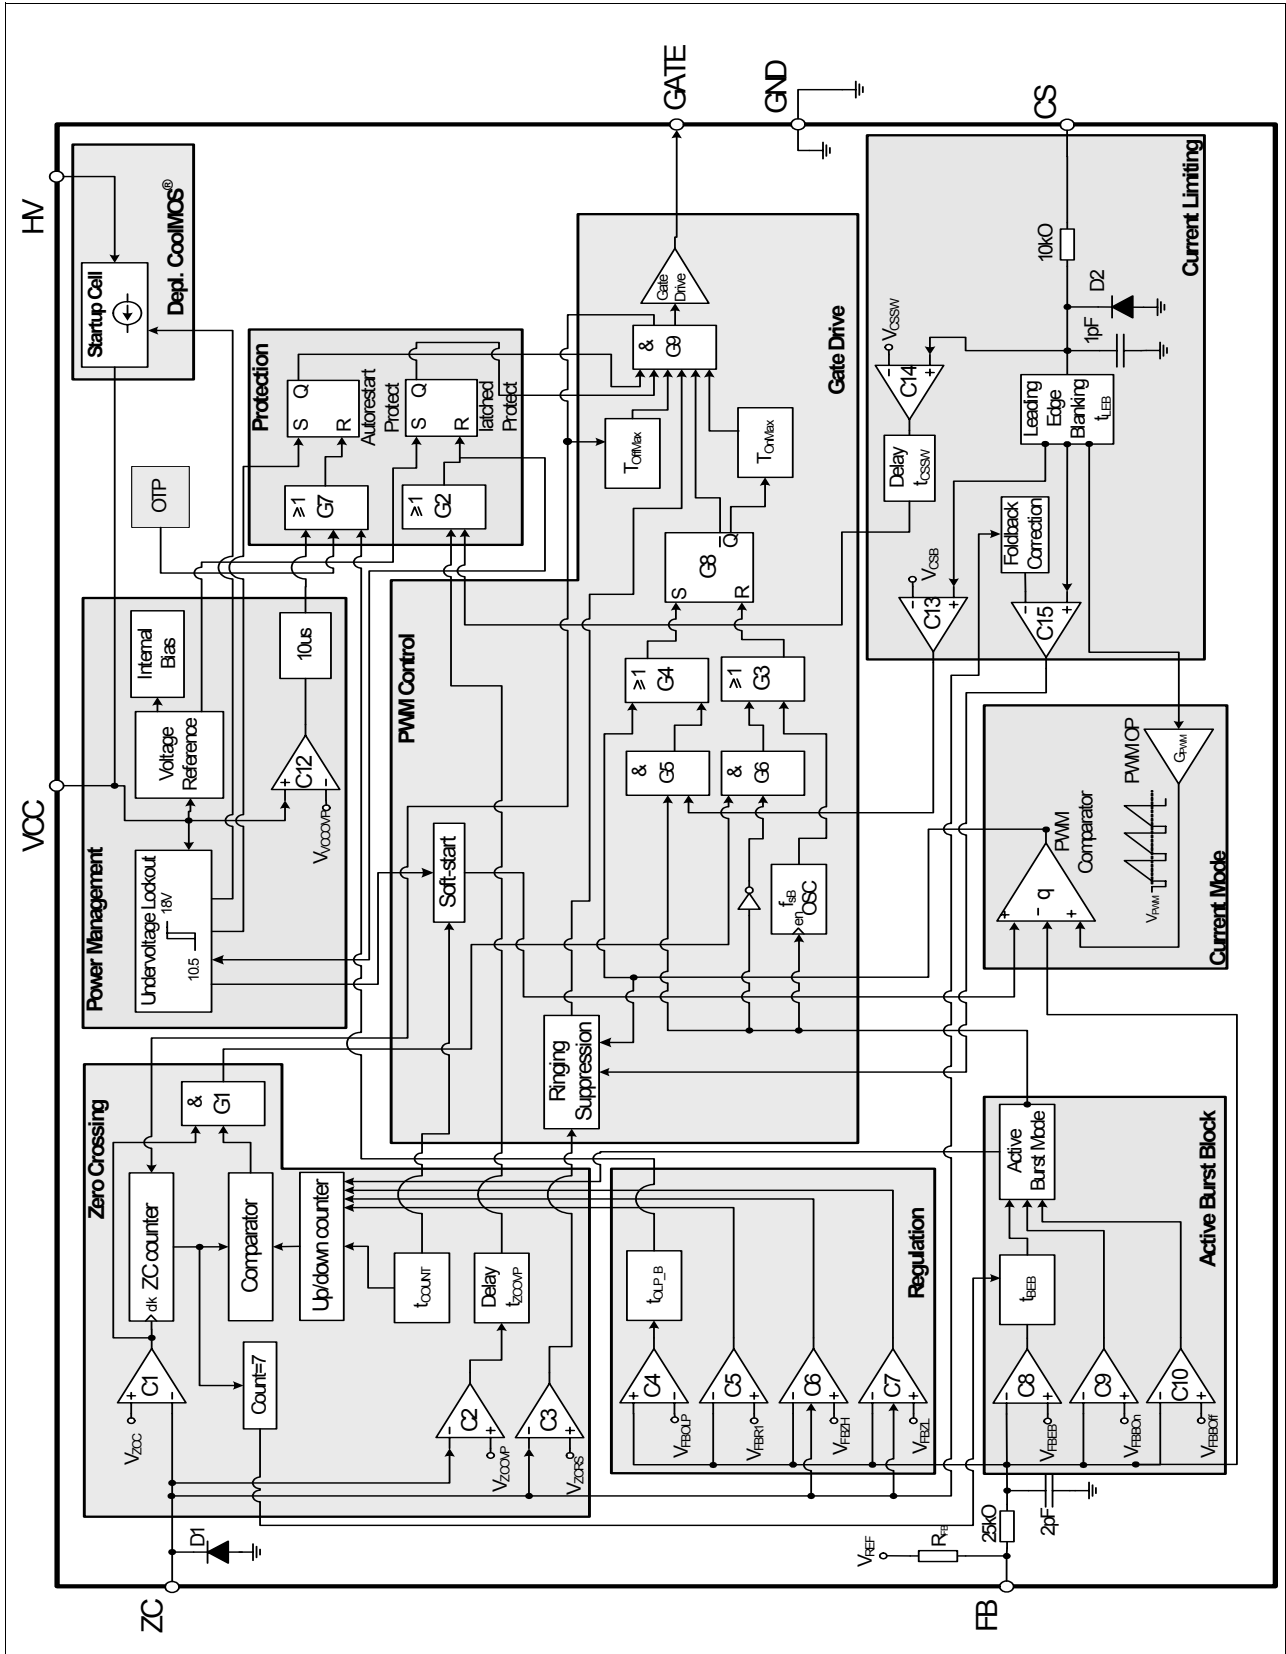 HV
VCC
ZC
GATE
GND
CS
FB
Startup Cell
Depl. CoolMOS®
Power Management
Undervoltage Lockout
18V
10.5
Voltage
Reference
Internal
Bias
C12
+
-
VVCCOVP
10us
OTP
Protection
≥1
G7
S
Q
R
Autorestart
Protect
≥1
G2
S
Q
R
latched
Protect
Zero Crossing
D1
VZCC
C1
+
-
clk ZC counter
Count=7
&
G1
Comparator
Up/down counter
tCOUNT
Delay
tZCOVP
C2
-
+
VZCOVP
C3
-
+
VZCRS
PWM Control
Soft-start
Ringing
Suppression
&
G5
&
G6
≥1
G4
≥1
G3
G8
S
R
Q
fsB
en OSC
TOffMax
TOnMax
&
G9
Gate
Drive
Gate Drive
Regulation
tOLP_B
C4
+
-
VFBOLP
C5
-
+
VFBR1
C6
-
+
VFBZH
C7
-
+
VFBZL
Active Burst Block
Active
Burst Mode
tBEB
C8
-
+
VFBEB
C9
-
+
VFBBOn
C10
-
+
VFBBOff
VREF
RFB
25kO
2pF
Current Mode
PWM OP
GPWM
VPWM
PWM
Comparator
+
- q
+
Current Limiting
10kO
D2
1pF
Leading
Edge
Blanking
tLEB
VCSSW
C14
-
+
Delay
tCSSW
VCSB
C13
-
+
Foldback
Correction
C15
-
+